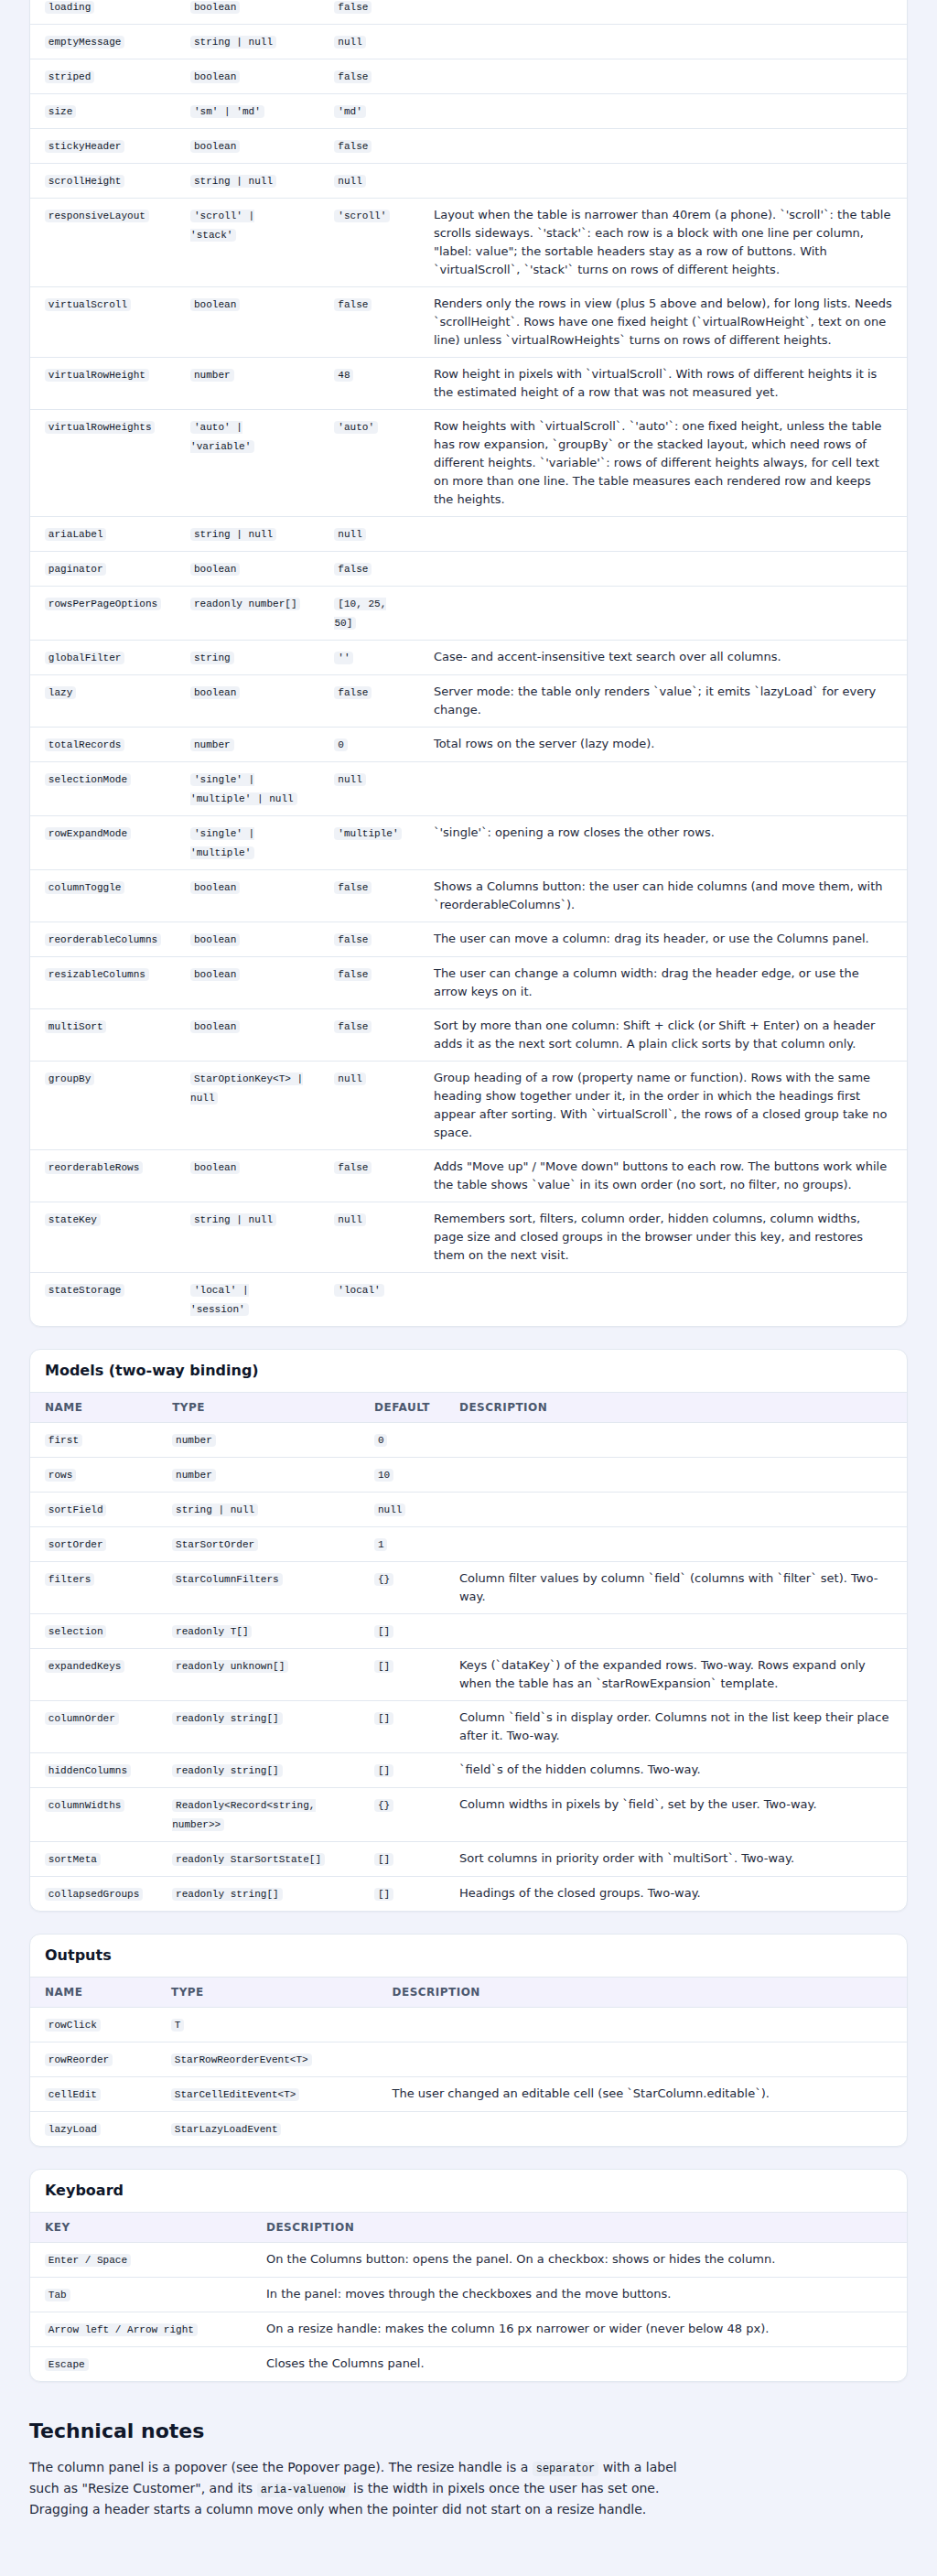 loading boolean false
emptyMessage string | null null
striped boolean false
size 'sm' | 'md' 'md'
stickyHeader boolean false
scrollHeight string | null null
responsiveLayout 'scroll' | 'scroll' Layout when the table is narrower than 40rem (a phone). `'scroll'`: the table
'stack' scrolls sideways. `'stack'`: each row is a block with one line per column,
"label: value"; the sortable headers stay as a row of buttons. With
`virtualScroll`, `'stack'` turns on rows of different heights.
virtualScroll boolean false Renders only the rows in view (plus 5 above and below), for long lists. Needs
`scrollHeight`. Rows have one fixed height (`virtualRowHeight`, text on one
line) unless `virtualRowHeights` turns on rows of different heights.
virtualRowHeight number 48 Row height in pixels with `virtualScroll`. With rows of different heights it is
the estimated height of a row that was not measured yet.
virtualRowHeights 'auto' | 'auto' Row heights with `virtualScroll`. `'auto'`: one fixed height, unless the table
'variable' has row expansion, `groupBy` or the stacked layout, which need rows of
different heights. `'variable'`: rows of different heights always, for cell text
on more than one line. The table measures each rendered row and keeps
the heights.
ariaLabel string | null null
paginator boolean false
rowsPerPageOptions readonly number[] [10, 25,
50]
globalFilter string '' Case- and accent-insensitive text search over all columns.
lazy boolean false Server mode: the table only renders `value`; it emits `lazyLoad` for every
change.
totalRecords number 0 Total rows on the server (lazy mode).
selectionMode 'single' | null
'multiple' | null
rowExpandMode 'single' | 'multiple' `'single'`: opening a row closes the other rows.
'multiple'
columnToggle boolean false Shows a Columns button: the user can hide columns (and move them, with
`reorderableColumns`).
reorderableColumns boolean false The user can move a column: drag its header, or use the Columns panel.
resizableColumns boolean false The user can change a column width: drag the header edge, or use the
arrow keys on it.
multiSort boolean false Sort by more than one column: Shift + click (or Shift + Enter) on a header
adds it as the next sort column. A plain click sorts by that column only.
groupBy StarOptionKey<T> | null Group heading of a row (property name or function). Rows with the same
null heading show together under it, in the order in which the headings first
appear after sorting. With `virtualScroll`, the rows of a closed group take no
space.
reorderableRows boolean false Adds "Move up" / "Move down" buttons to each row. The buttons work while
the table shows `value` in its own order (no sort, no filter, no groups).
stateKey string | null null Remembers sort, filters, column order, hidden columns, column widths,
page size and closed groups in the browser under this key, and restores
them on the next visit.
stateStorage 'local' | 'local'
'session'
Models (two-way binding)
NAME TYPE DEFAULT DESCRIPTION
first number 0
rows number 10
sortField string | null null
sortOrder StarSortOrder 1
filters StarColumnFilters {} Column filter values by column `field` (columns with `filter` set). Two-
way.
selection readonly T[] []
expandedKeys readonly unknown[] [] Keys (`dataKey`) of the expanded rows. Two-way. Rows expand only
when the table has an `starRowExpansion` template.
columnOrder readonly string[] [] Column `field`s in display order. Columns not in the list keep their place
after it. Two-way.
hiddenColumns readonly string[] [] `field`s of the hidden columns. Two-way.
columnWidths Readonly<Record<string, {} Column widths in pixels by `field`, set by the user. Two-way.
number>>
sortMeta readonly StarSortState[] [] Sort columns in priority order with `multiSort`. Two-way.
collapsedGroups readonly string[] [] Headings of the closed groups. Two-way.
Outputs
NAME TYPE DESCRIPTION
rowClick T
rowReorder StarRowReorderEvent<T>
cellEdit StarCellEditEvent<T> The user changed an editable cell (see `StarColumn.editable`).
lazyLoad StarLazyLoadEvent
Keyboard
KEY DESCRIPTION
Enter / Space On the Columns button: opens the panel. On a checkbox: shows or hides the column.
Tab In the panel: moves through the checkboxes and the move buttons.
Arrow left / Arrow right On a resize handle: makes the column 16 px narrower or wider (never below 48 px).
Escape Closes the Columns panel.
Technical notes
The column panel is a popover (see the Popover page). The resize handle is a separator with a label
such as "Resize Customer", and its aria-valuenow is the width in pixels once the user has set one.
Dragging a header starts a column move only when the pointer did not start on a resize handle.